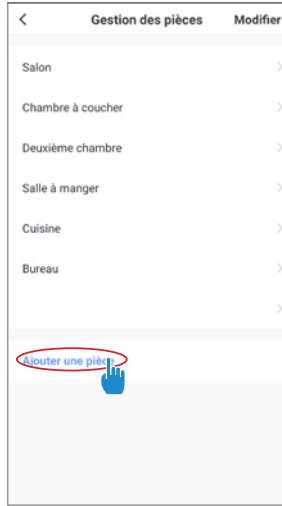 Gestion des pièces Modifier
Salon
Chambre à coucher
Deuxième chambre
Salle à manger
Cuisine
Bureau
Ajouter une pièce